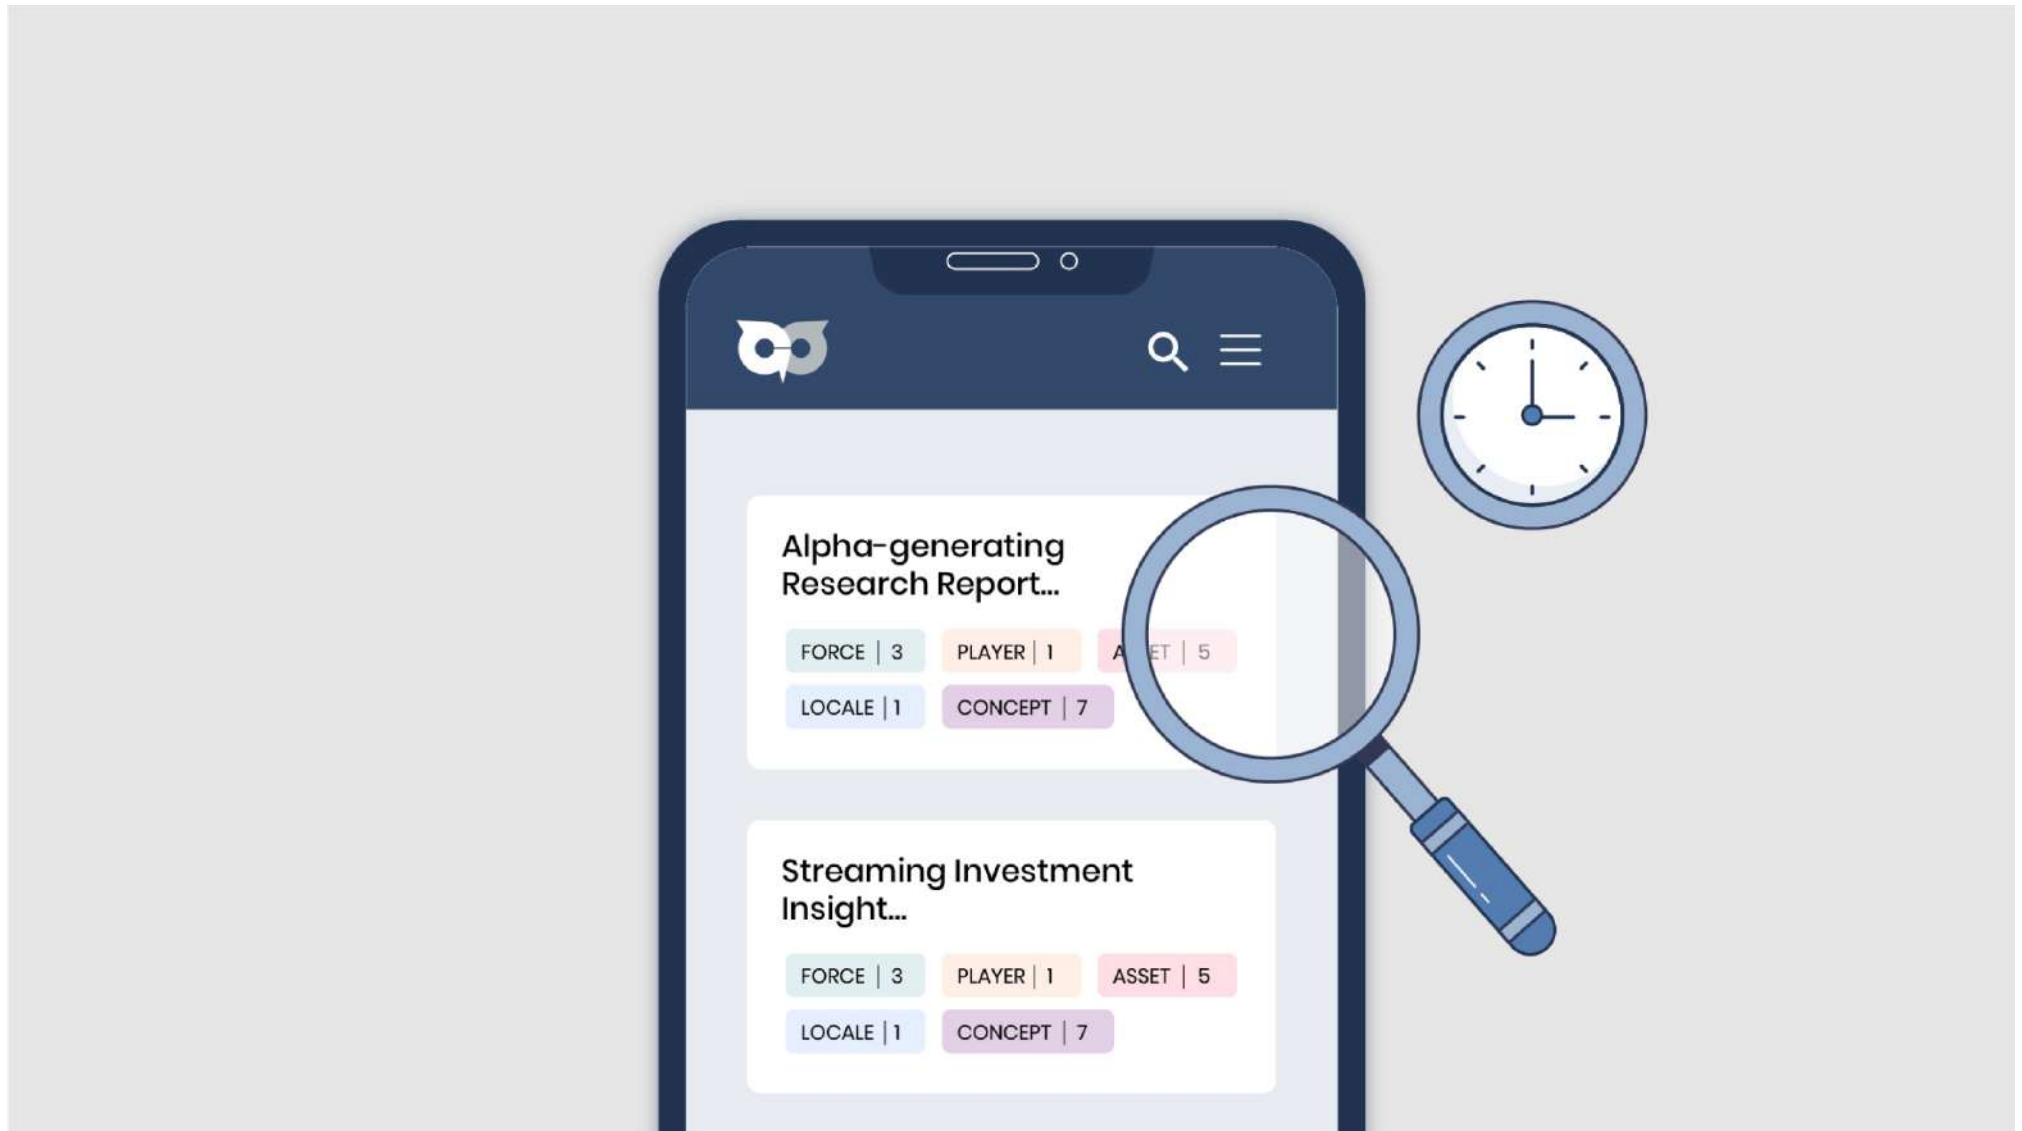 Alpha-generating
Research Report...
FORCE | 3 PLAYER | 1 ASSET | 5
LOCALE | 1 CONCEPT | 7
Streaming Investment
Insight...
FORCE | 3 PLAYER | 1 ASSET | 5
LOCALE | 1 CONCEPT | 7